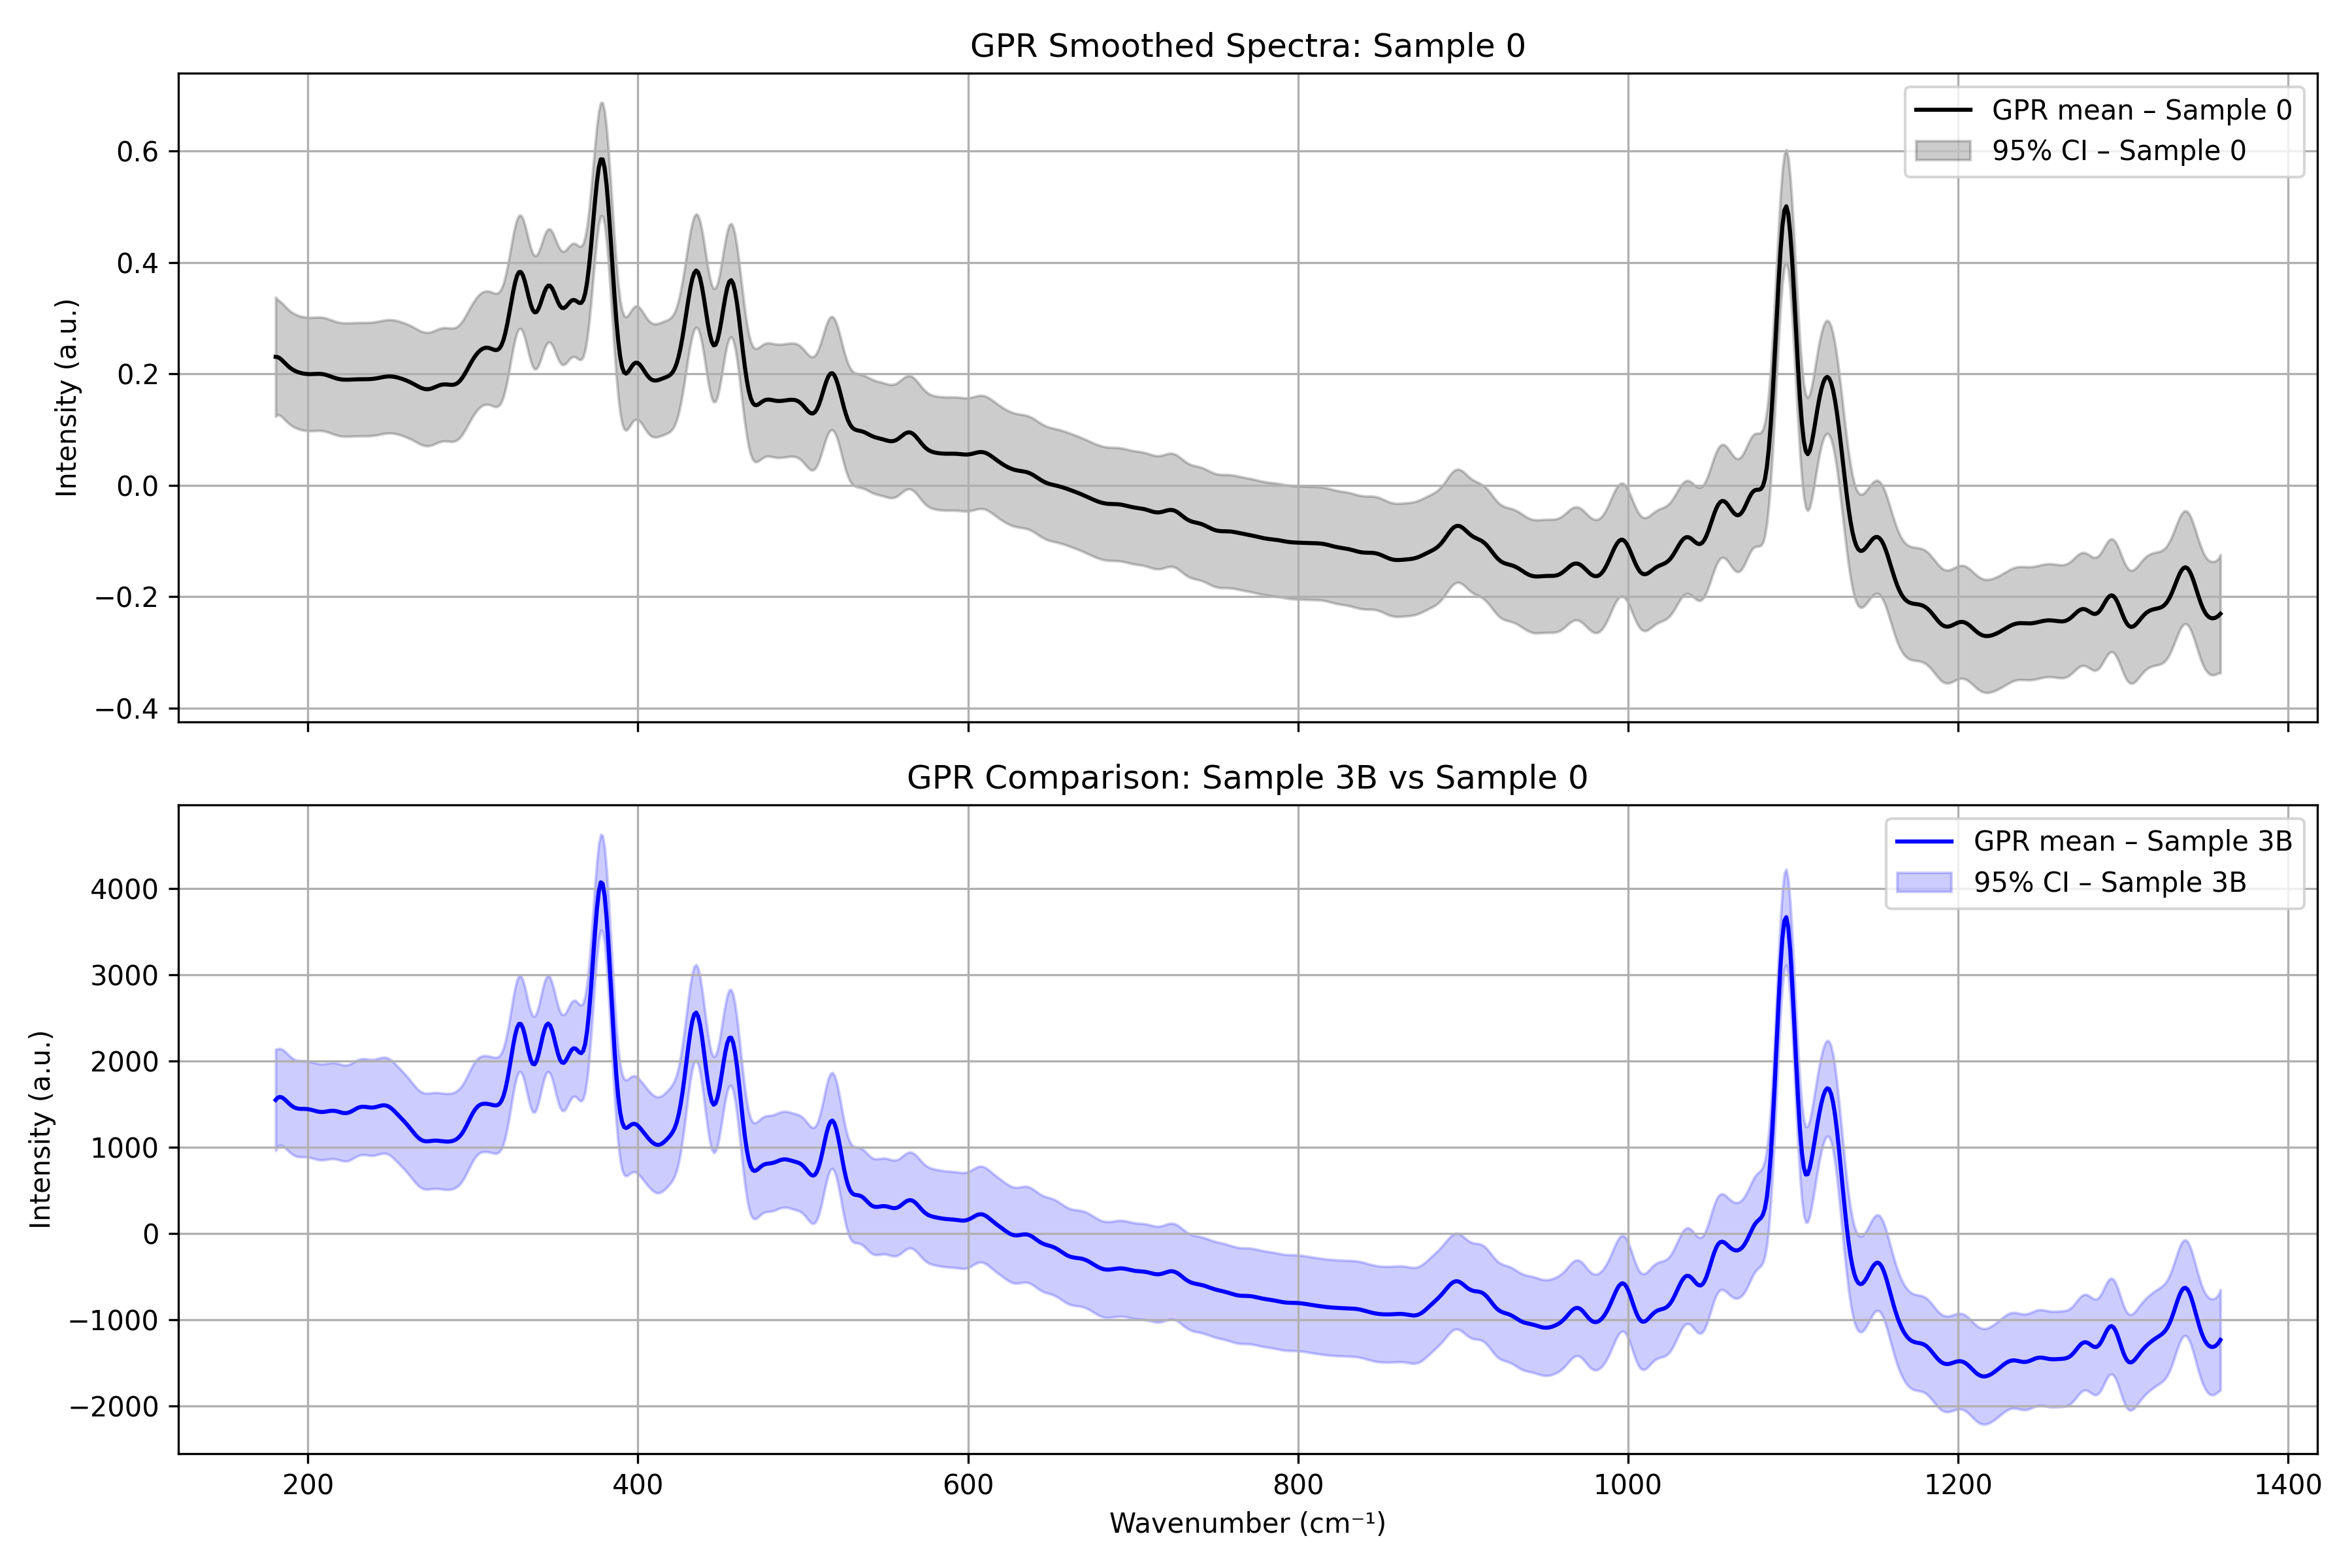 GPR Smoothed Spectra: Sample 0
GPR mean – Sample 0
95% CI – Sample 0
Intensity (a.u.)
0.6
0.4
0.2
0.0
−0.2
−0.4
GPR Comparison: Sample 3B vs Sample 0
GPR mean – Sample 3B
95% CI – Sample 3B
Intensity (a.u.)
4000
3000
2000
1000
0
−1000
−2000
200 400 600 800 1000 1200 1400
Wavenumber (cm⁻¹)